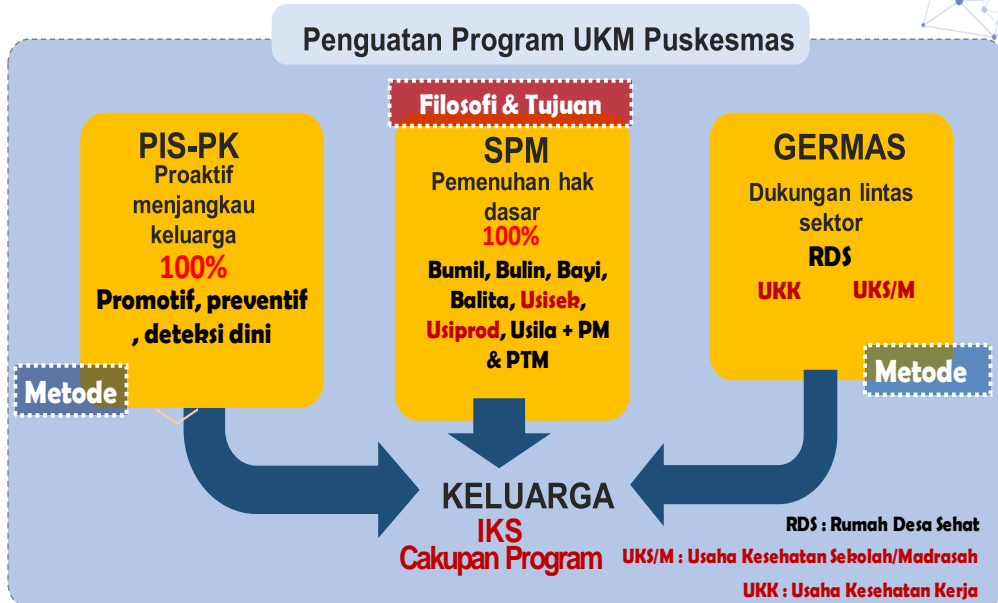 Penguatan Program UKM Puskesmas
Filosofi & Tujuan
PIS-PK
Proaktif
menjangkau
keluarga
100%
Promotif, preventif
, deteksi dini
Metode
SPM
Pemenuhan hak
dasar
100%
Bumil, Bulin, Bayi,
Balita, Usisek,
Usiprod, Usila + PM
& PTM
GERMAS
Dukungan lintas
sektor
RDS
UKK UKS/M
Metode
KELUARGA
IKS
Cakupan Program
RDS : Rumah Desa Sehat
UKS/M : Usaha Kesehatan Sekolah/Madrasah
UKK : Usaha Kesehatan Kerja